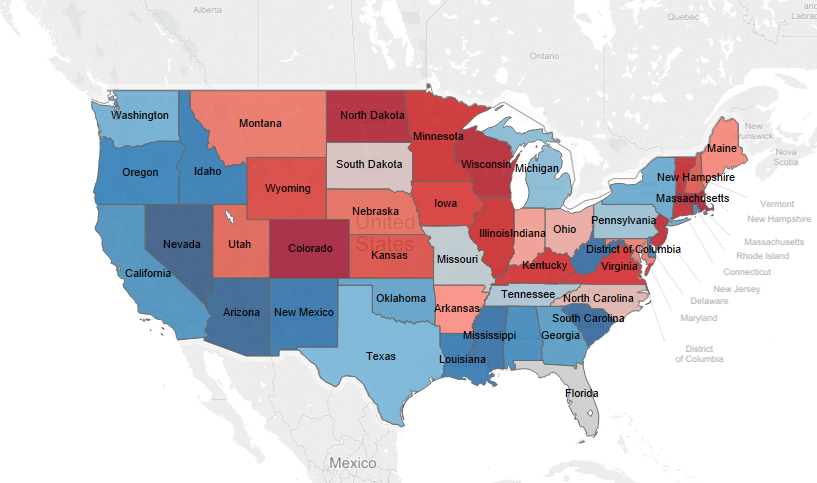 Alberta
Quebec
and
Labrac
Ontario
Washington
Montana
North Dakota
Minnesota
New
runswick
Maine
Nova
Scotia
Oregon
Idaho
South Dakota
Wisconsin
Michigan
New Hampshire
Wyoming
Massachusetts
Vermont
New Hampshire
Nebraska
Iowa
Pennsylvania
United
States
Nevada
Utah
Colorado
Kansas
Missouri
Illinois
Indiana
Ohio
District of Columbia
Massachusetts
Rhode Island
Connecticut
California
Kentucky
Virginia
New Jersey
Delaware
Maryland
Arizona
New Mexico
Oklahoma
Arkansas
Tennessee
North Carolina
South Carolina
Mississippi
Georgia
Texas
Louisiana
District
of Columbia
Florida
Mexico